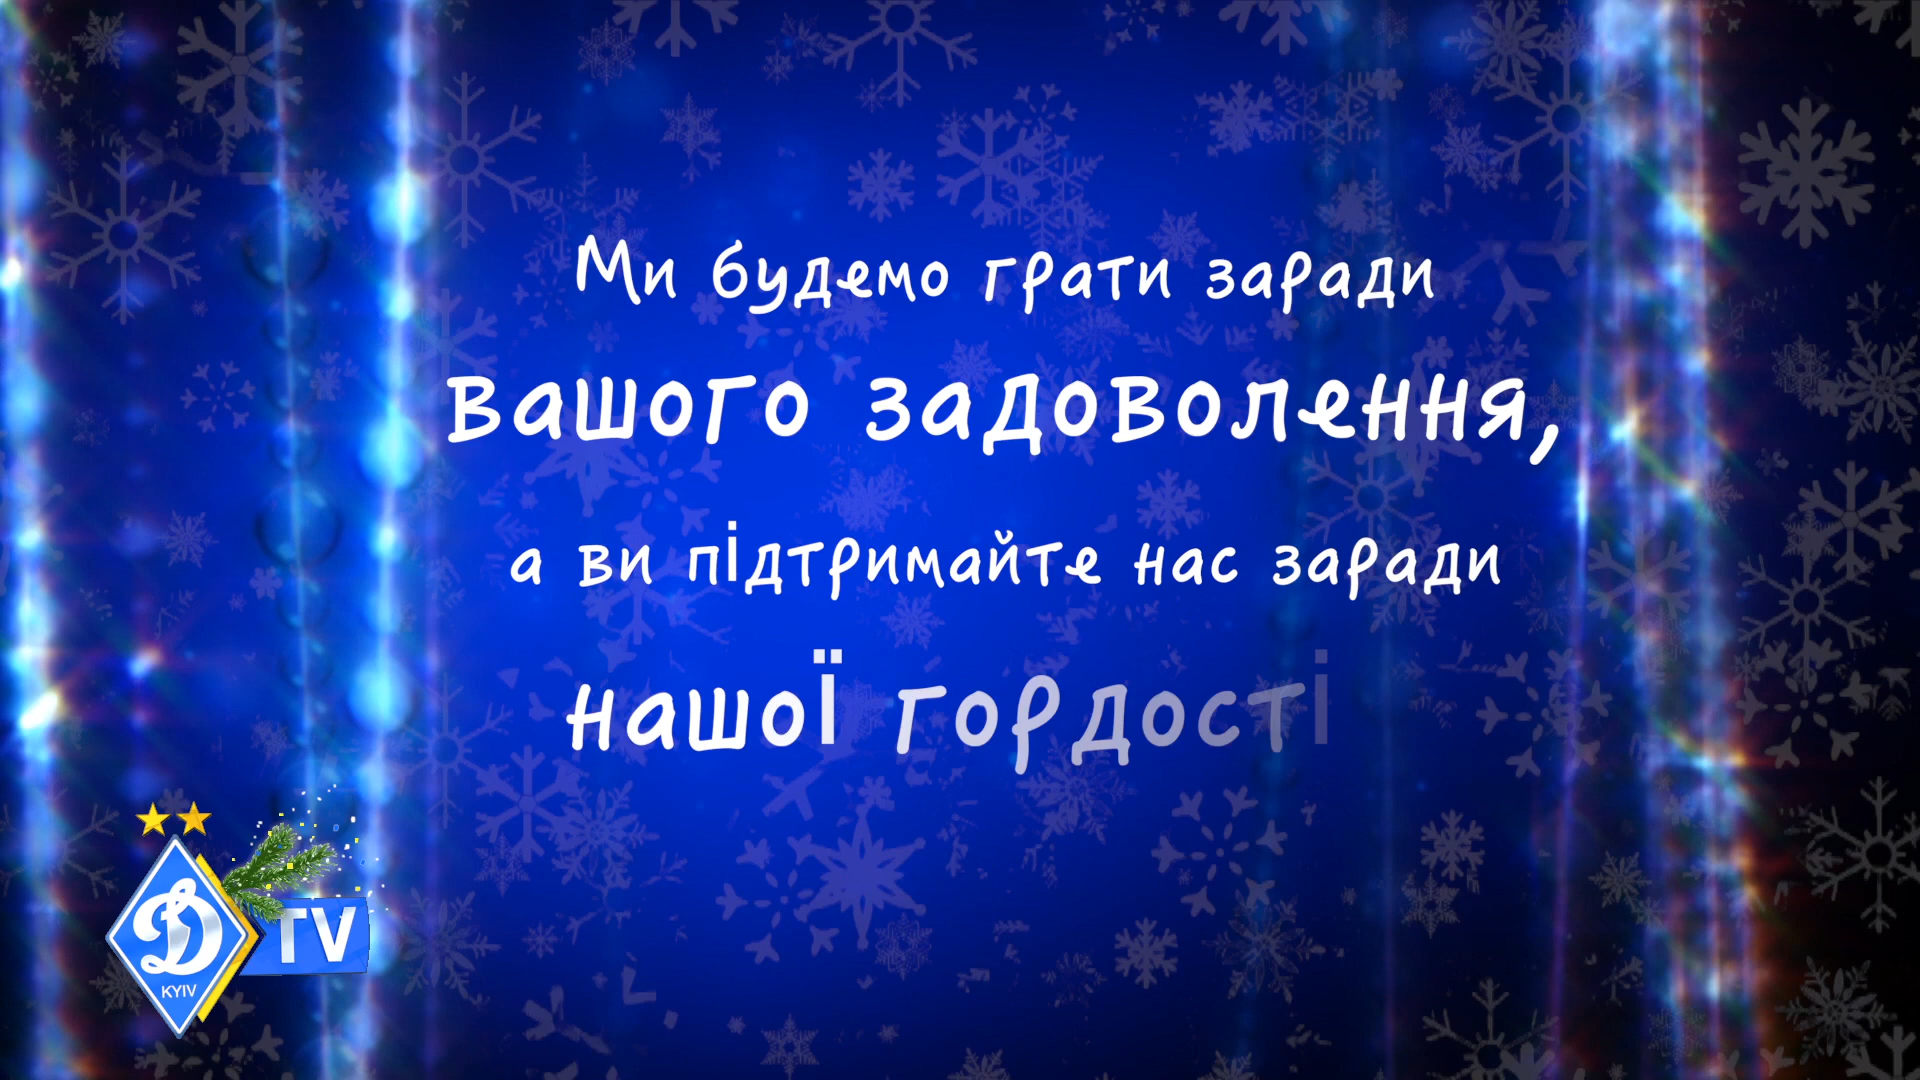 Ми будемо грати заради
вашого задоволення,
а ви підтримайте нас заради
нашої гордості
TV
KYIV